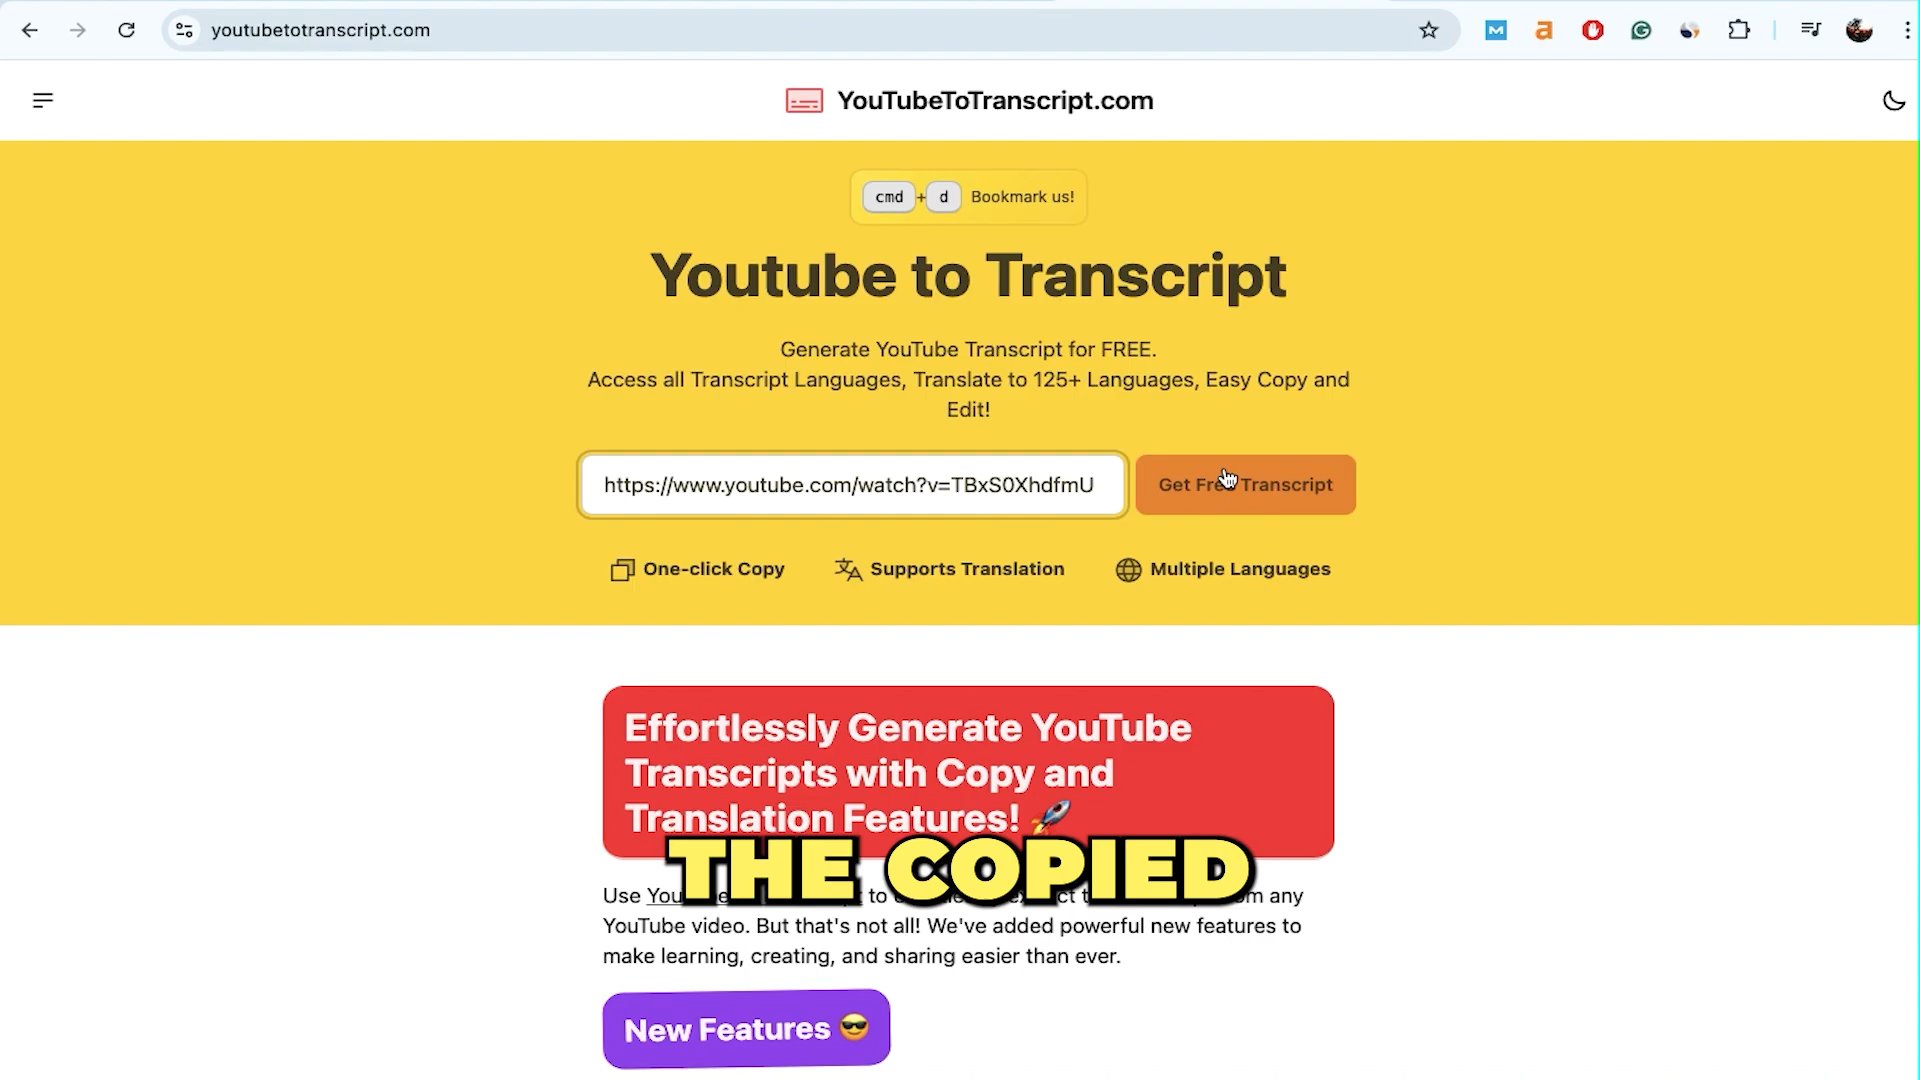 youtubetotranscript.com
YouTubeToTranscript.com
cmd + d Bookmark us!
Youtube to Transcript
Generate YouTube Transcript for FREE.
Access all Transcript Languages, Translate to 125+ Languages, Easy Copy and
Edit!
https://www.youtube.com/watch?v=TBxS0XhdfmU
Get Free Transcript
One-click Copy
Supports Translation
Multiple Languages
Effortlessly Generate YouTube
Transcripts with Copy and
Translation Features! 🚀
THE COPIED
Use to any
YouTube video. But that's not all! We've added powerful new features to
make learning, creating, and sharing easier than ever.
New Features 😎